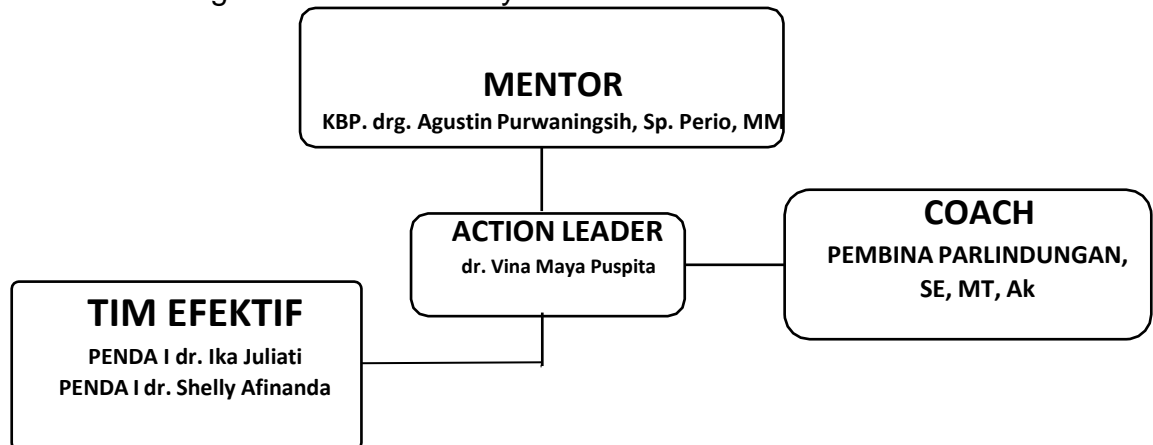 MENTOR
KBP. drg. Agustin Purwaningsih, Sp. Perio, MM
ACTION LEADER
dr. Vina Maya Puspita
COACH
PEMBINA PARLINDUNGAN,
SE, MT, Ak
TIM EFEKTIF
PENDA I dr. Ika Juliati
PENDA I dr. Shelly Afinanda